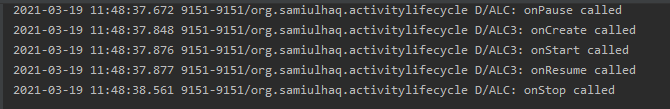 2021-03-19 11:48:37.672 9151-9151/org.samiulhaq.activitylifecycle D/ALC: onPause called
2021-03-19 11:48:37.848 9151-9151/org.samiulhaq.activitylifecycle D/ALC3: onCreate called
2021-03-19 11:48:37.876 9151-9151/org.samiulhaq.activitylifecycle D/ALC3: onStart called
2021-03-19 11:48:37.877 9151-9151/org.samiulhaq.activitylifecycle D/ALC3: onResume called
2021-03-19 11:48:38.561 9151-9151/org.samiulhaq.activitylifecycle D/ALC: onStop called